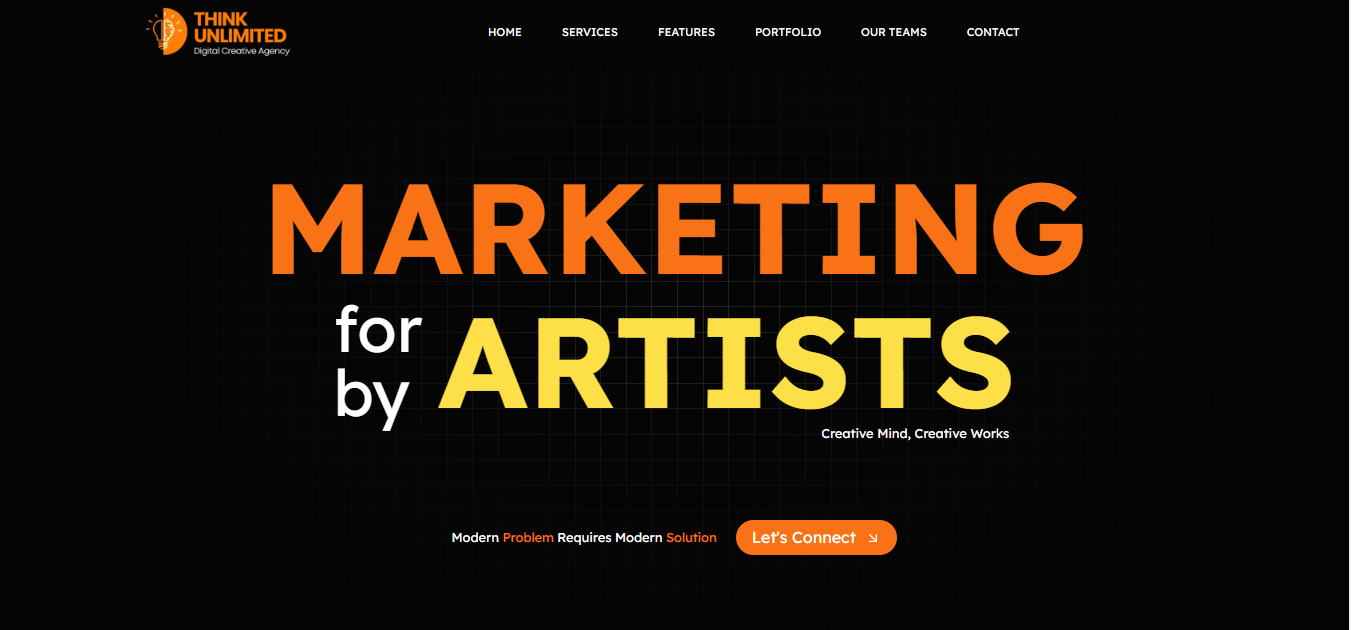 THINK
UNLIMITED
Digital Creative Agency
HOME SERVICES FEATURES PORTFOLIO OUR TEAMS CONTACT
MARKETING
for
by
ARTISTS
Creative Mind, Creative Works
Modern Problem Requires Modern Solution
Let's Connect